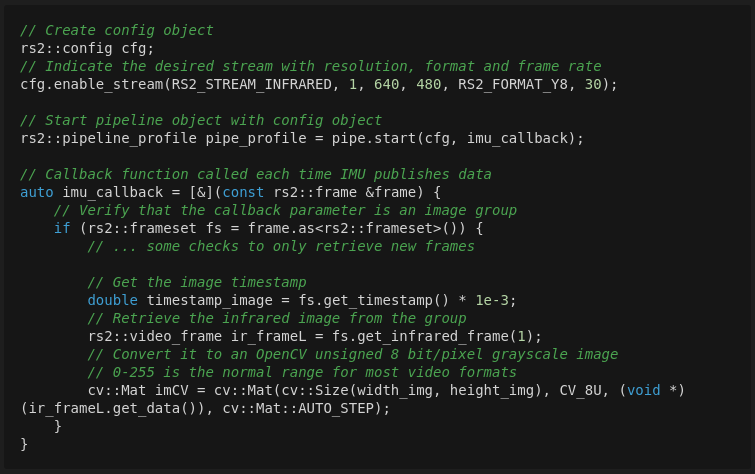 // Create config object
rs2::config cfg;
// Indicate the desired stream with resolution, format and frame rate
cfg.enable_stream(RS2_STREAM_INFRARED, 1, 640, 480, RS2_FORMAT_Y8, 30);

// Start pipeline object with config object
rs2::pipeline_profile pipe_profile = pipe.start(cfg, imu_callback);

// Callback function called each time IMU publishes data
auto imu_callback = [&](const rs2::frame &frame) {
    // Verify that the callback parameter is an image group
    if (rs2::frameset fs = frame.as<rs2::frameset>()) {
        // ... some checks to only retrieve new frames

        // Get the image timestamp
        double timestamp_image = fs.get_timestamp() * 1e-3;
        // Retrieve the infrared image from the group
        rs2::video_frame ir_frameL = fs.get_infrared_frame(1);
        // Convert it to an OpenCV unsigned 8 bit/pixel grayscale image
        // 0-255 is the normal range for most video formats
        cv::Mat imCV = cv::Mat(cv::Size(width_img, height_img), CV_8U, (void *)
(ir_frameL.get_data()), cv::Mat::AUTO_STEP);
    }
}